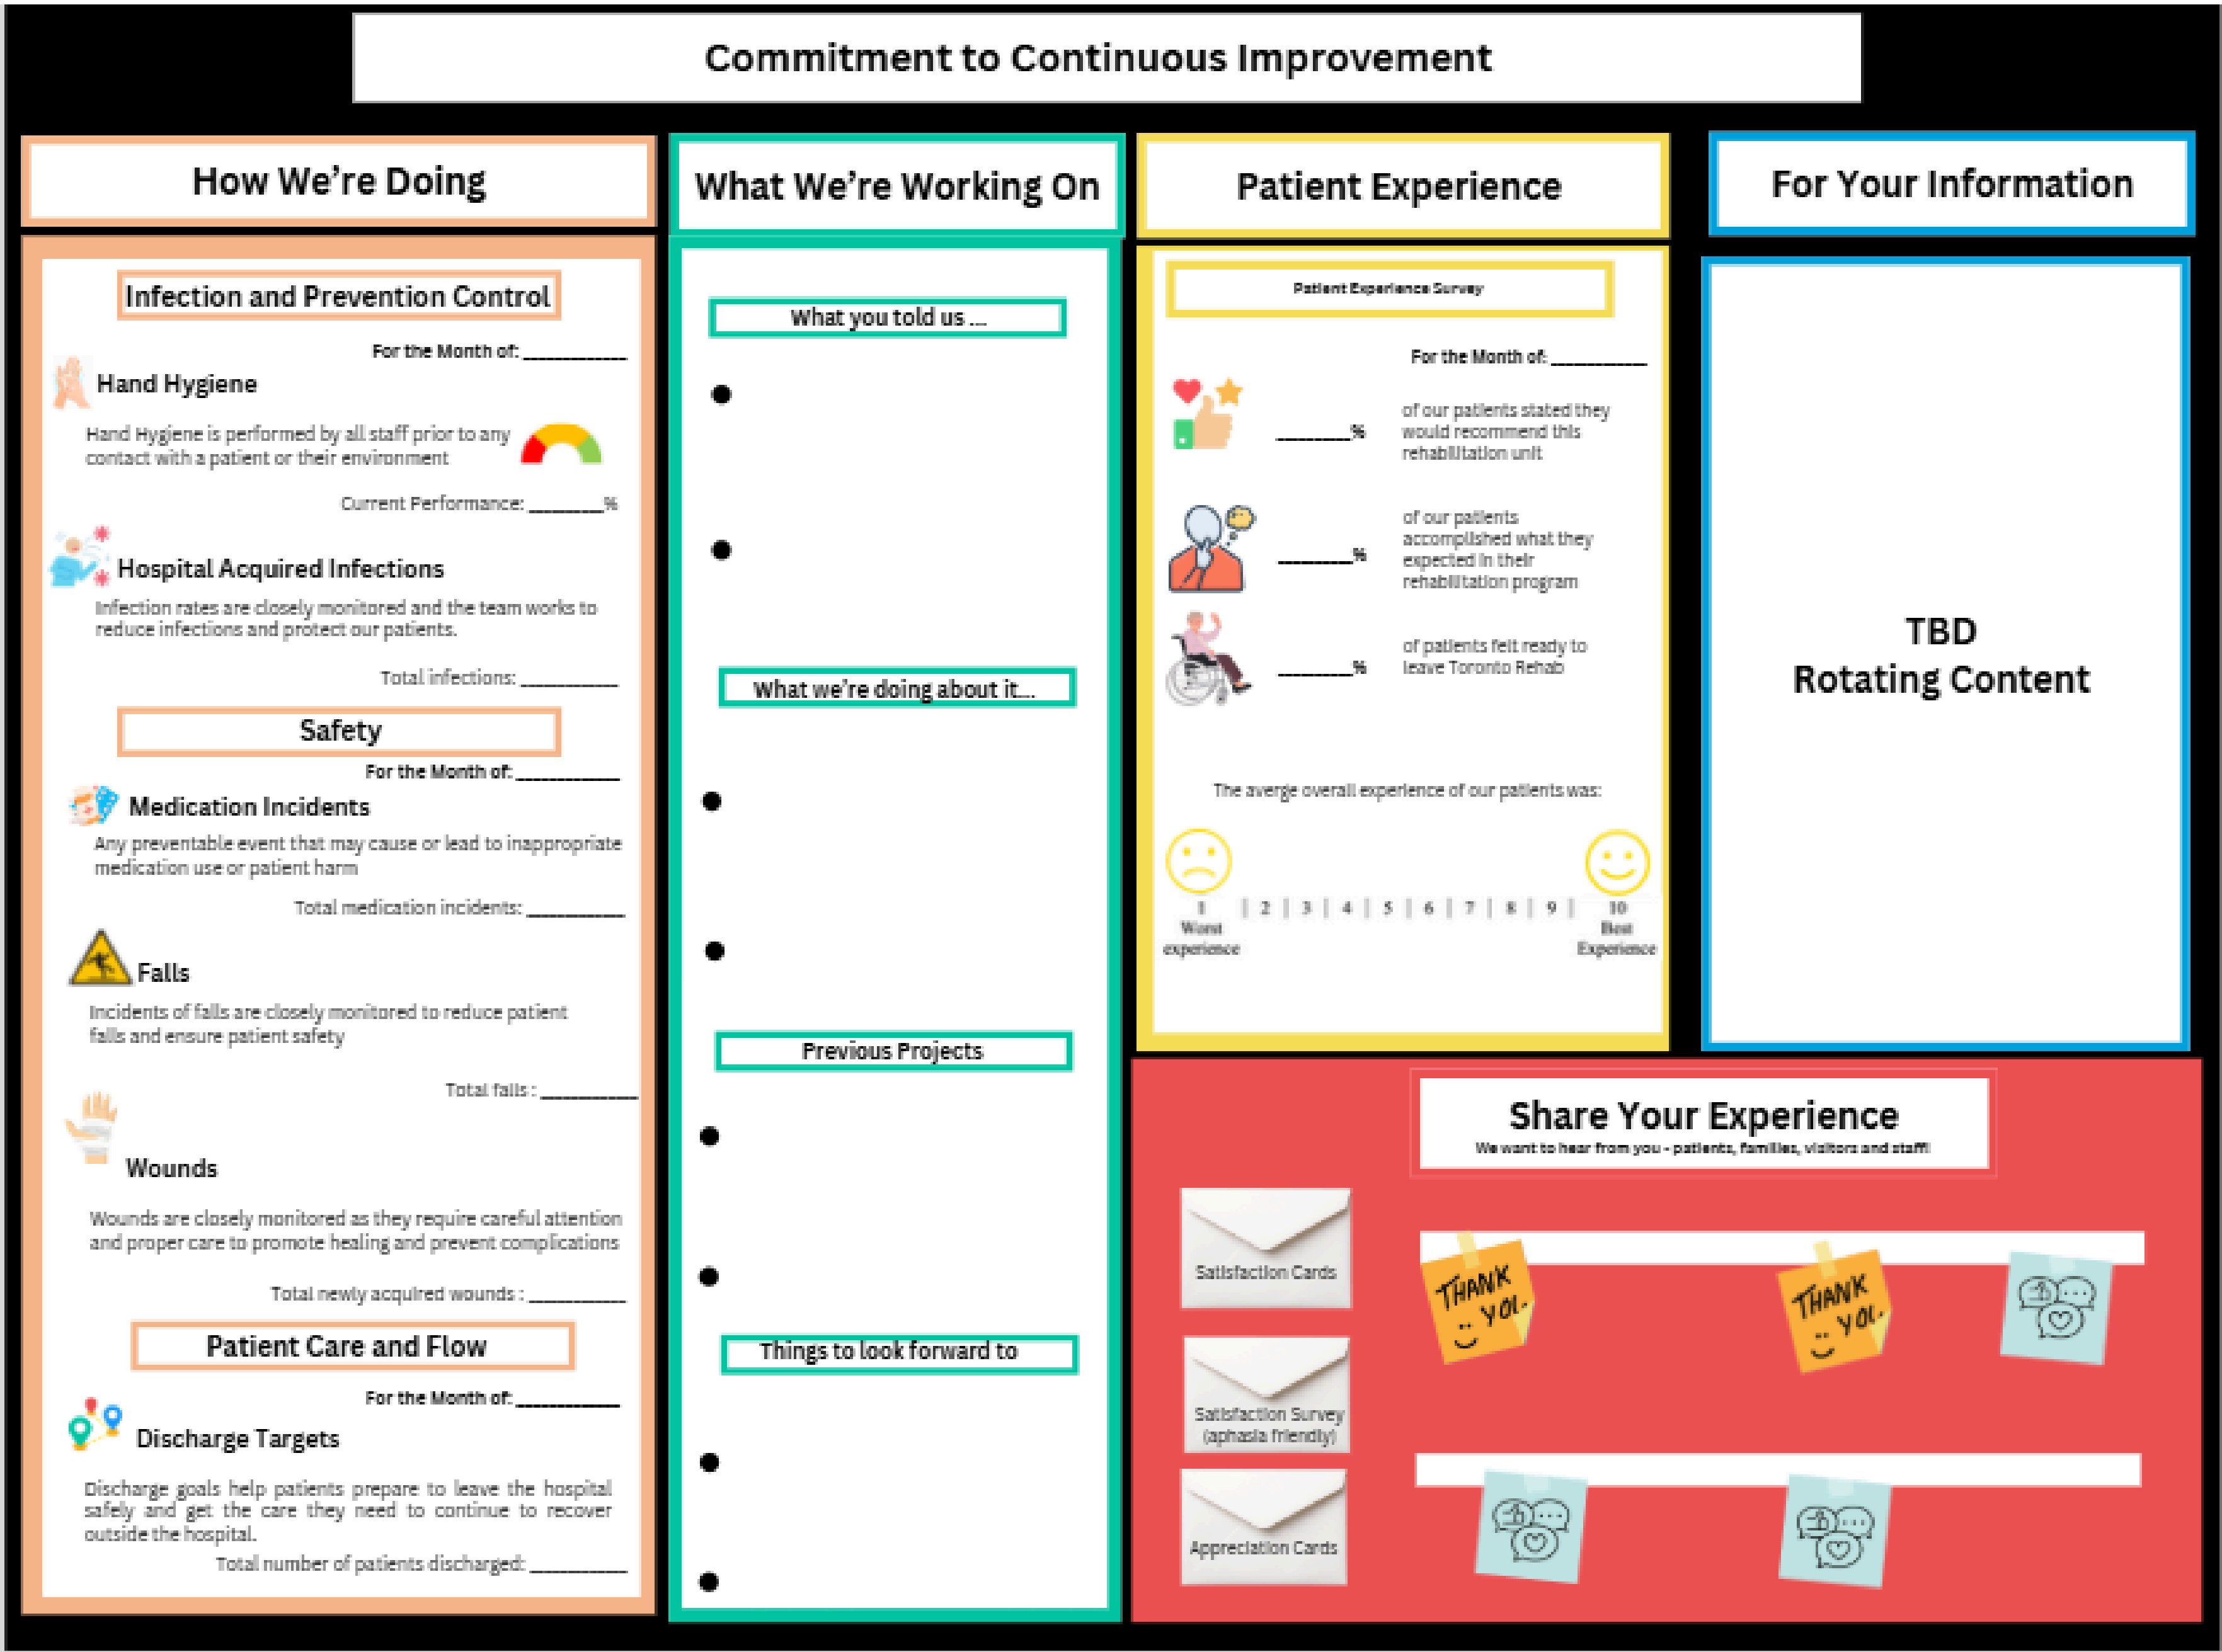 Commitment to Continuous Improvement
How We're Doing
Infection and Prevention Control
For the Month of: ___________
Hand Hygiene
Hand Hygiene is performed by all staff prior to any
contact with a patient or their environment
Current Performance: ________%
Hospital Acquired Infections
Infection rates are closely monitored and the team works to
reduce infections and protect our patients.
Total infections: ___________
Safety
For the Month of: ___________
Medication Incidents
Any preventable event that may cause or lead to inappropriate
medication use or patient harm
Total medication incidents: ___________
Falls
Incidents of falls are closely monitored to reduce patient
falls and ensure patient safety
Total falls : ___________
Wounds
Wounds are closely monitored as they require careful attention
and proper care to promote healing and prevent complications
Total newly acquired wounds : ___________
Patient Care and Flow
For the Month of: ___________
Discharge Targets
Discharge goals help patients prepare to leave the hospital
safely and get the care they need to continue to recover
outside the hospital.
Total number of patients discharged: ___________
What We're Working On
What you told us ...
What we're doing about it...
Previous Projects
Things to look forward to
Patient Experience
Patient Experience Survey
For the Month of: ___________
________% of our patients stated they
would recommend this
rehabilitation unit
________% of our patients
accomplished what they
expected in their
rehabilitation program
________% of patients felt ready to
leave Toronto Rehab
The averge overall experience of our patients was:
1 | 2 | 3 | 4 | 5 | 6 | 7 | 8 | 9 | 10
Worst
experience
Best
Experience
For Your Information
TBD
Rotating Content
Share Your Experience
We want to hear from you - patients, families, visitors and staff!
Satisfaction Cards
Satisfaction Survey
(aphasia friendly)
Appreciation Cards
THANK
YOU.
THANK
YOU.